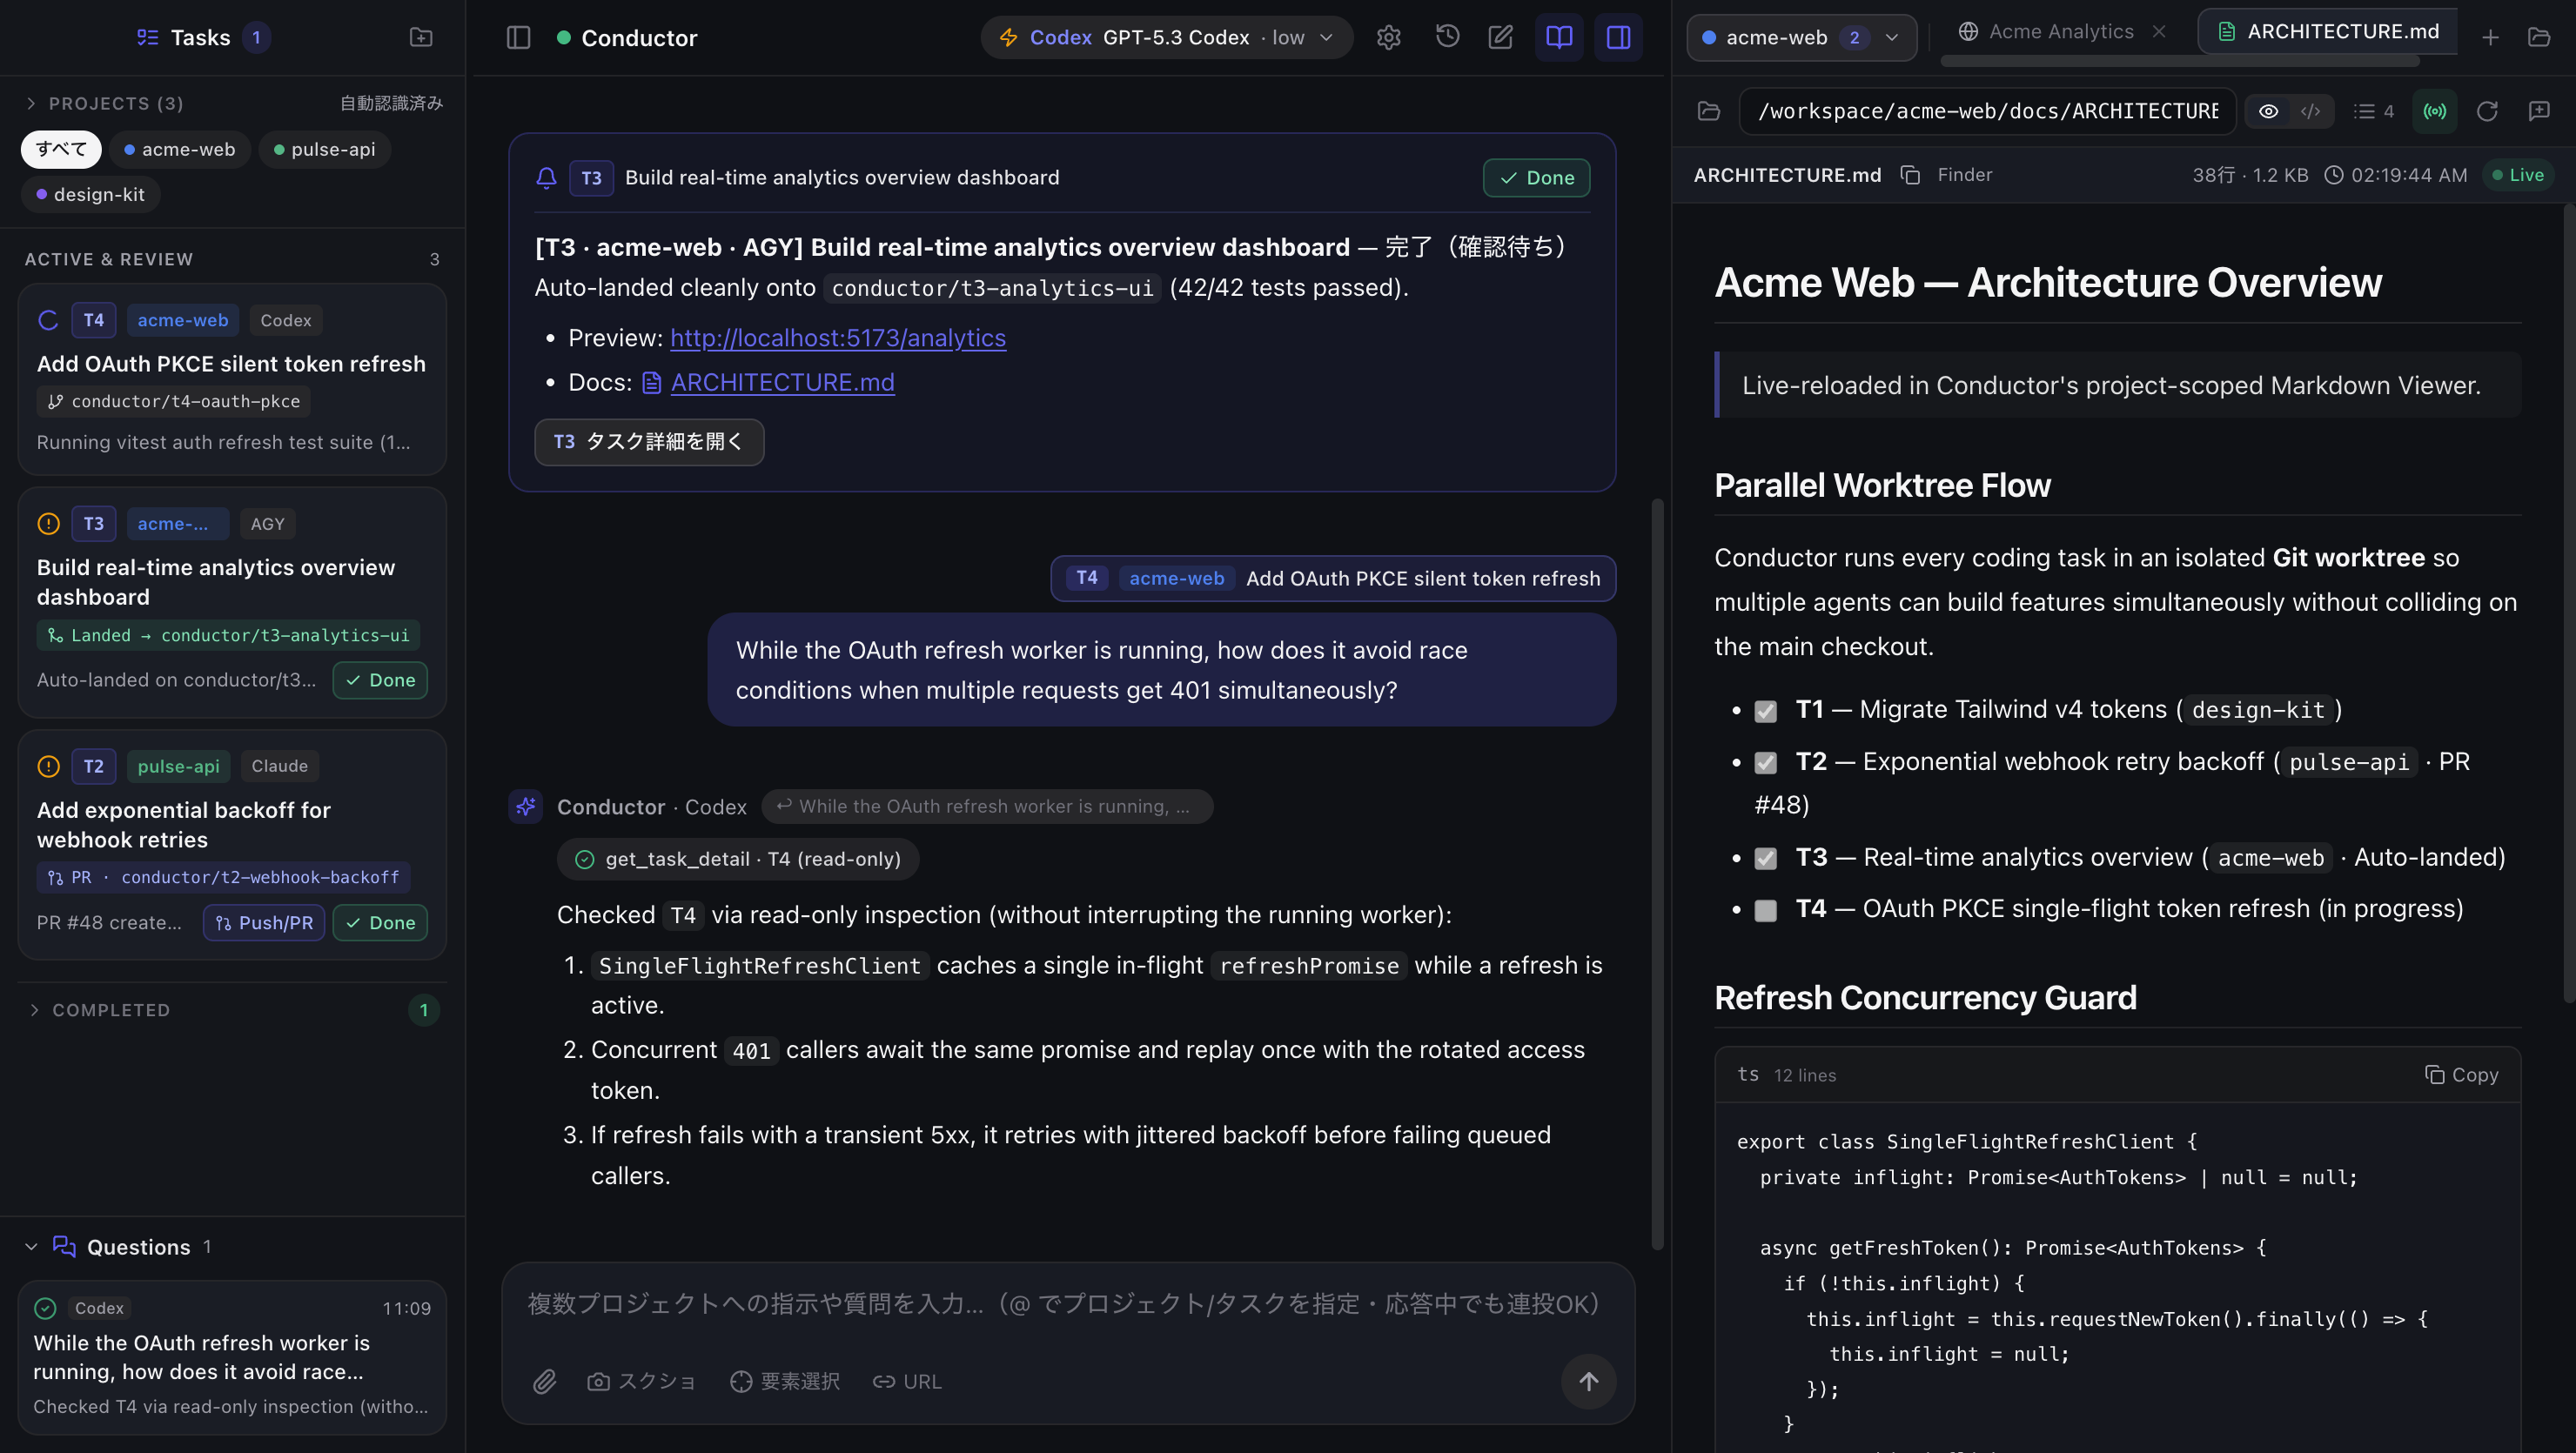 Tasks 1
PROJECTS (3) 自動認識済み
すべて acme-web pulse-api
design-kit
ACTIVE & REVIEW 3
T4 acme-web Codex
Add OAuth PKCE silent token refresh
conductor/t4-oauth-pkce
Running vitest auth refresh test suite (1...
T3 acme-... AGY
Build real-time analytics overview
dashboard
Landed → conductor/t3-analytics-ui
Auto-landed on conductor/t3... Done
T2 pulse-api Claude
Add exponential backoff for
webhook retries
PR · conductor/t2-webhook-backoff
PR #48 create... Push/PR Done
COMPLETED 1
Questions 1
Codex 11:09
While the OAuth refresh worker is
running, how does it avoid race...
Checked T4 via read-only inspection (witho...
Conductor Codex GPT-5.3 Codex · low
T3 Build real-time analytics overview dashboard Done
[T3 · acme-web · AGY] Build real-time analytics overview dashboard — 完了（確認待ち）
Auto-landed cleanly onto conductor/t3-analytics-ui (42/42 tests passed).
• Preview: http://localhost:5173/analytics
• Docs: ARCHITECTURE.md
T3 タスク詳細を開く
T4 acme-web Add OAuth PKCE silent token refresh
While the OAuth refresh worker is running, how does it avoid race
conditions when multiple requests get 401 simultaneously?
Conductor · Codex While the OAuth refresh worker is running, ...
get_task_detail · T4 (read-only)
Checked T4 via read-only inspection (without interrupting the running worker):
1. SingleFlightRefreshClient caches a single in-flight refreshPromise while a refresh is
active.
2. Concurrent 401 callers await the same promise and replay once with the rotated access
token.
3. If refresh fails with a transient 5xx, it retries with jittered backoff before failing queued
callers.
複数プロジェクトへの指示や質問を入力...（@ でプロジェクト/タスクを指定・応答中でも連投OK）
スクショ 要素選択 URL
acme-web 2 Acme Analytics ARCHITECTURE.md
/workspace/acme-web/docs/ARCHITECTURE 4
ARCHITECTURE.md Finder 38行 · 1.2 KB 02:19:44 AM Live
Acme Web — Architecture Overview
Live-reloaded in Conductor's project-scoped Markdown Viewer.
Parallel Worktree Flow
Conductor runs every coding task in an isolated Git worktree so
multiple agents can build features simultaneously without colliding on
the main checkout.
• T1 — Migrate Tailwind v4 tokens (design-kit)
• T2 — Exponential webhook retry backoff (pulse-api · PR
#48)
• T3 — Real-time analytics overview (acme-web · Auto-landed)
• T4 — OAuth PKCE single-flight token refresh (in progress)
Refresh Concurrency Guard
ts 12 lines Copy
export class SingleFlightRefreshClient {
private inflight: Promise<AuthTokens> | null = null;
async getFreshToken(): Promise<AuthTokens> {
if (!this.inflight) {
this.inflight = this.requestNewToken().finally(() => {
this.inflight = null;
});
}